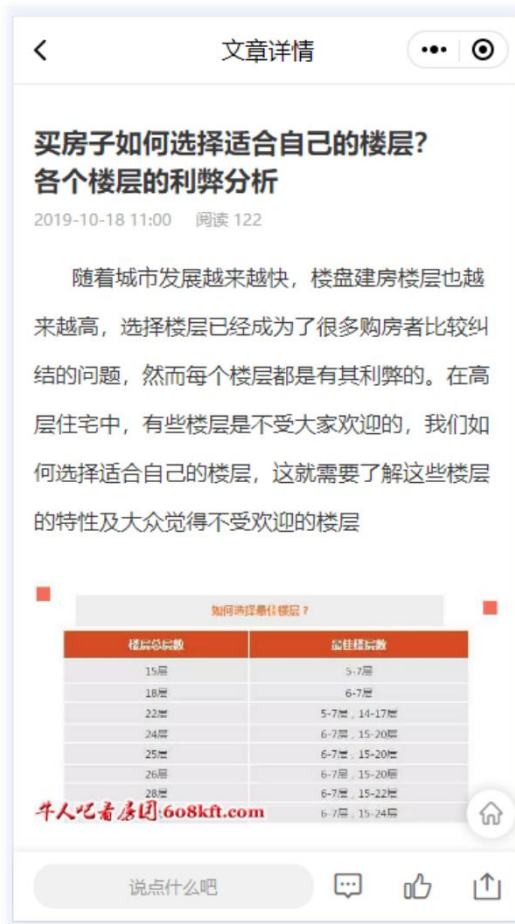 文章详情
买房子如何选择适合自己的楼层？
各个楼层的利弊分析
2019-10-18 11:00 阅读 122
随着城市发展越来越快，楼盘建房楼层也越
来越高，选择楼层已经成为了很多购房者比较纠
结的问题，然而每个楼层都是有其利弊的。在高
层住宅中，有些楼层是不受大家欢迎的，我们如
何选择适合自己的楼层，这就需要了解这些楼层
的特性及大众觉得不受欢迎的楼层
如何选择最佳楼层？
楼层总层数 最佳楼层数
15层 5-7层
18层 6-7层
22层 5-7层，14-17层
24层 6-7层，15-20层
25层 6-7层，15-20层
26层 6-7层，15-20层
28层 6-7层，15-22层
6-7层，15-24层
牛人吧看房团:608kft.com
说点什么吧